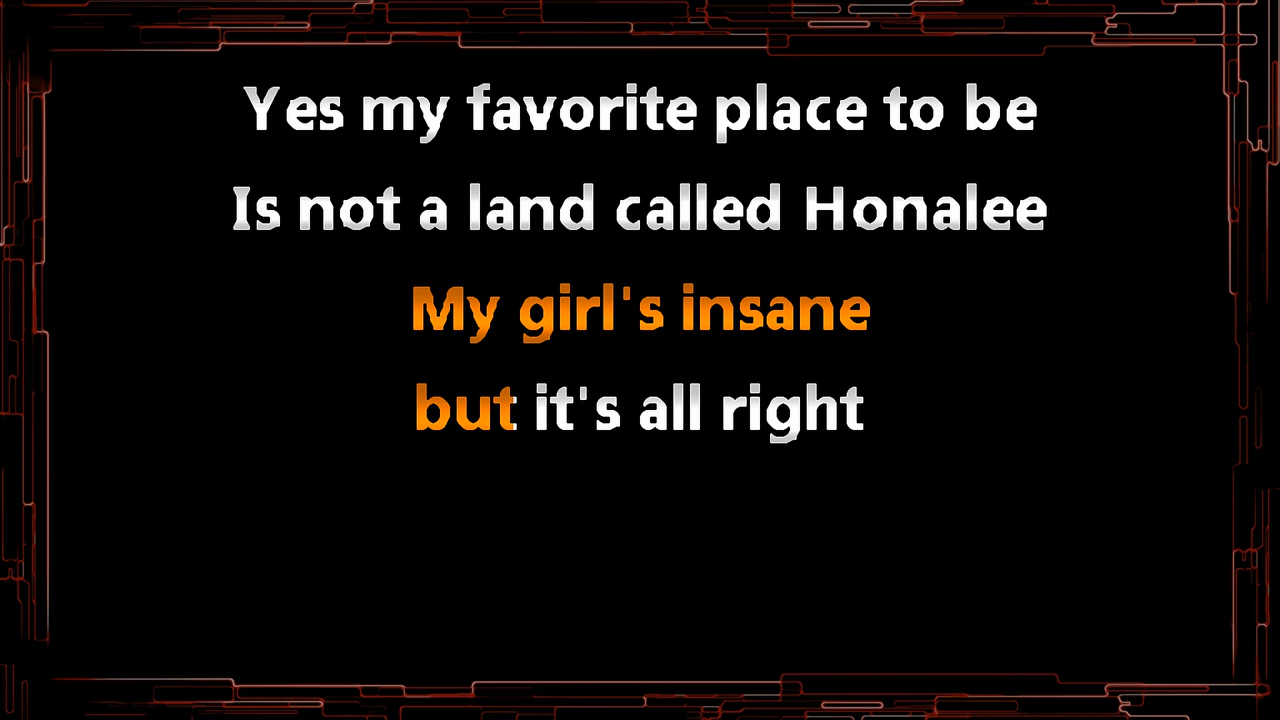 Yes my favorite place to be
Is not a land called Honalee
My girl's insane
but it's all right